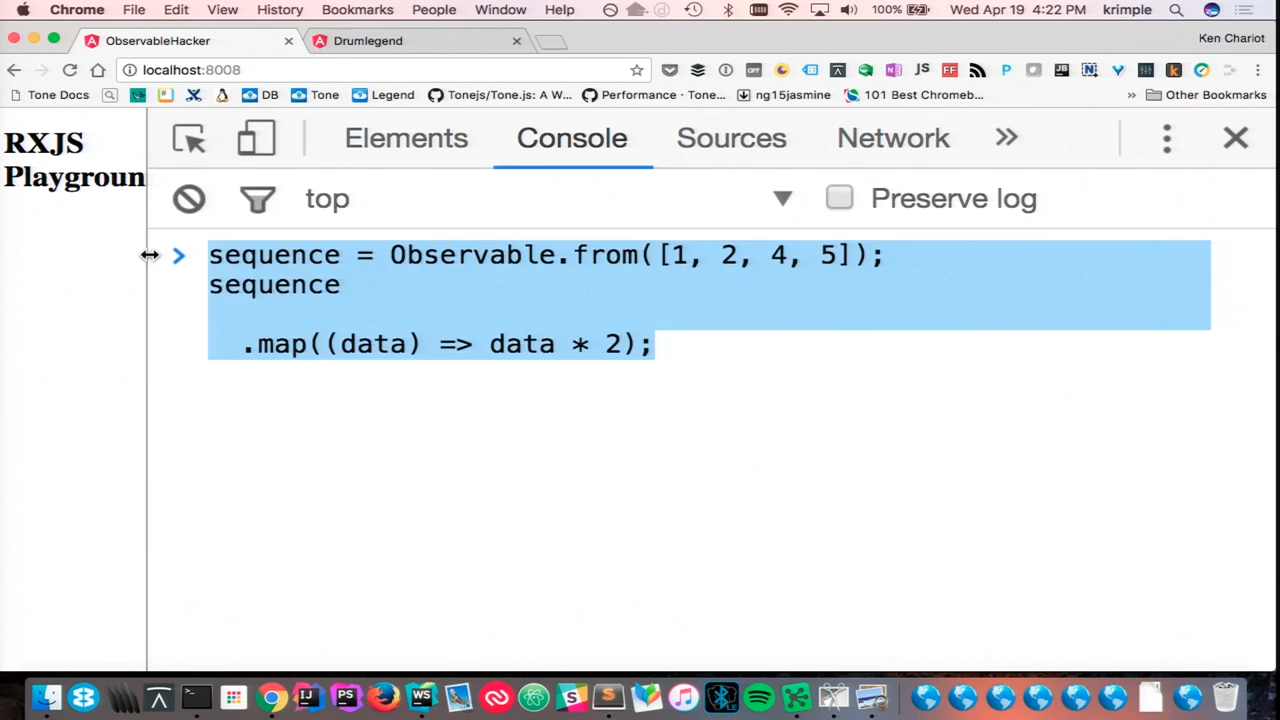 Chrome File Edit View History Bookmarks People Window Help 100% Wed Apr 19 4:22 PM krimple
ObservableHacker Drumlegend Ken Chariot
localhost:8008
Tone Docs DB Tone Legend Tonejs/Tone.js: A W... Performance · Tone... ng15jasmine 101 Best Chromeb... » Other Bookmarks
RXJS
Playgroun
Elements Console Sources Network »
top Preserve log
> sequence = Observable.from([1, 2, 4, 5]);
sequence
.map((data) => data * 2);